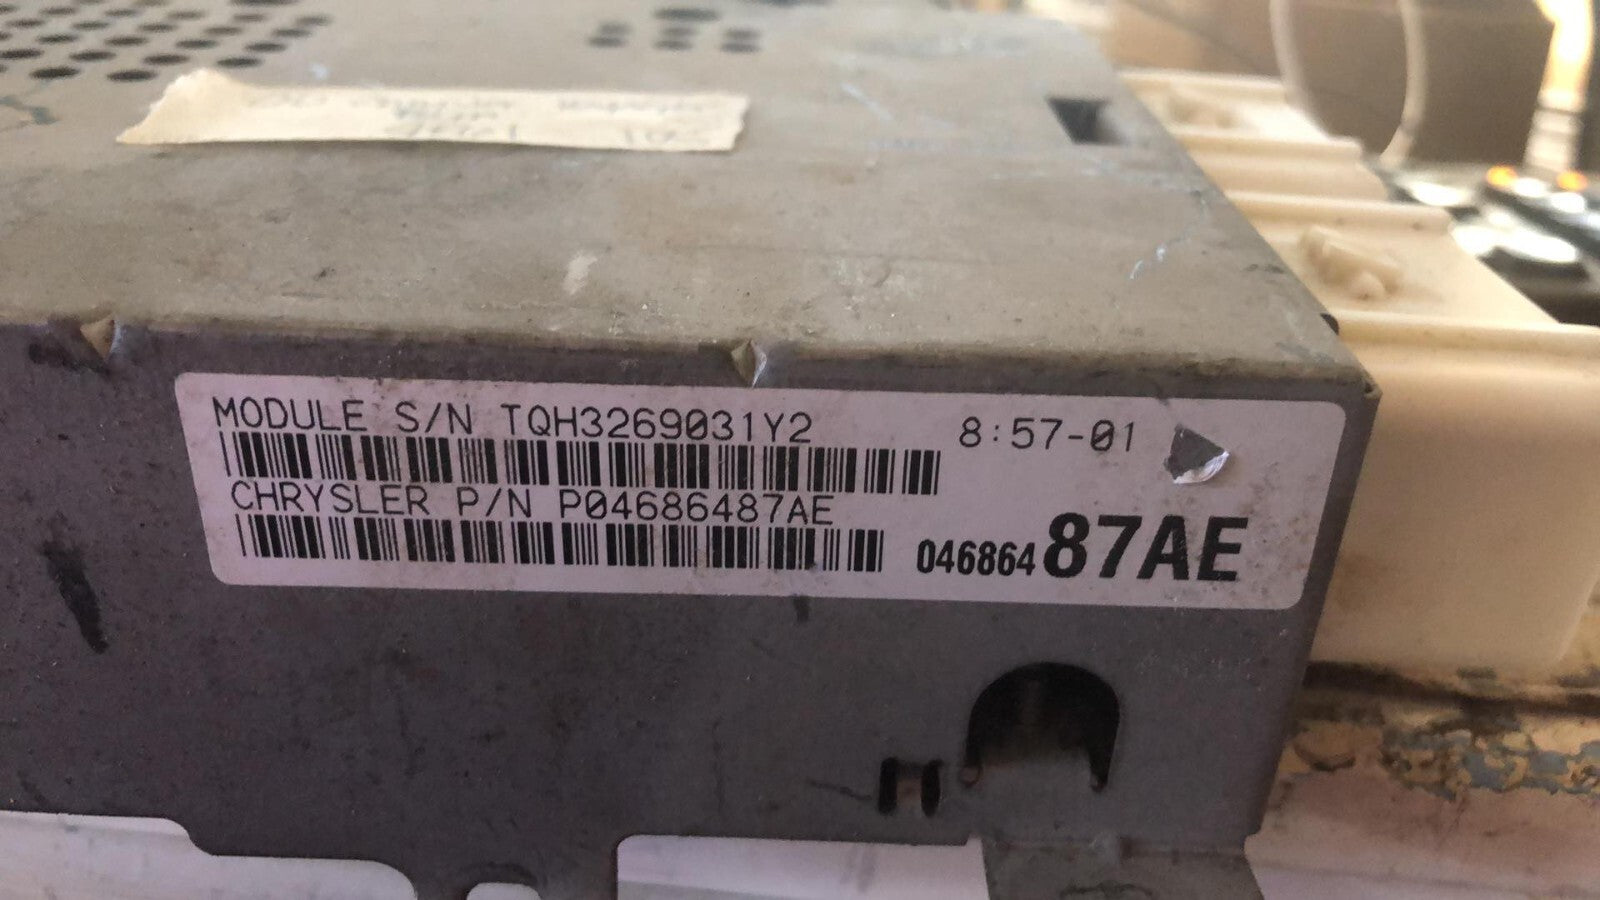 MODULE S/N TQH3269031Y2 8:57-01
CHRYSLER P/N P04686487AE
04686487AE